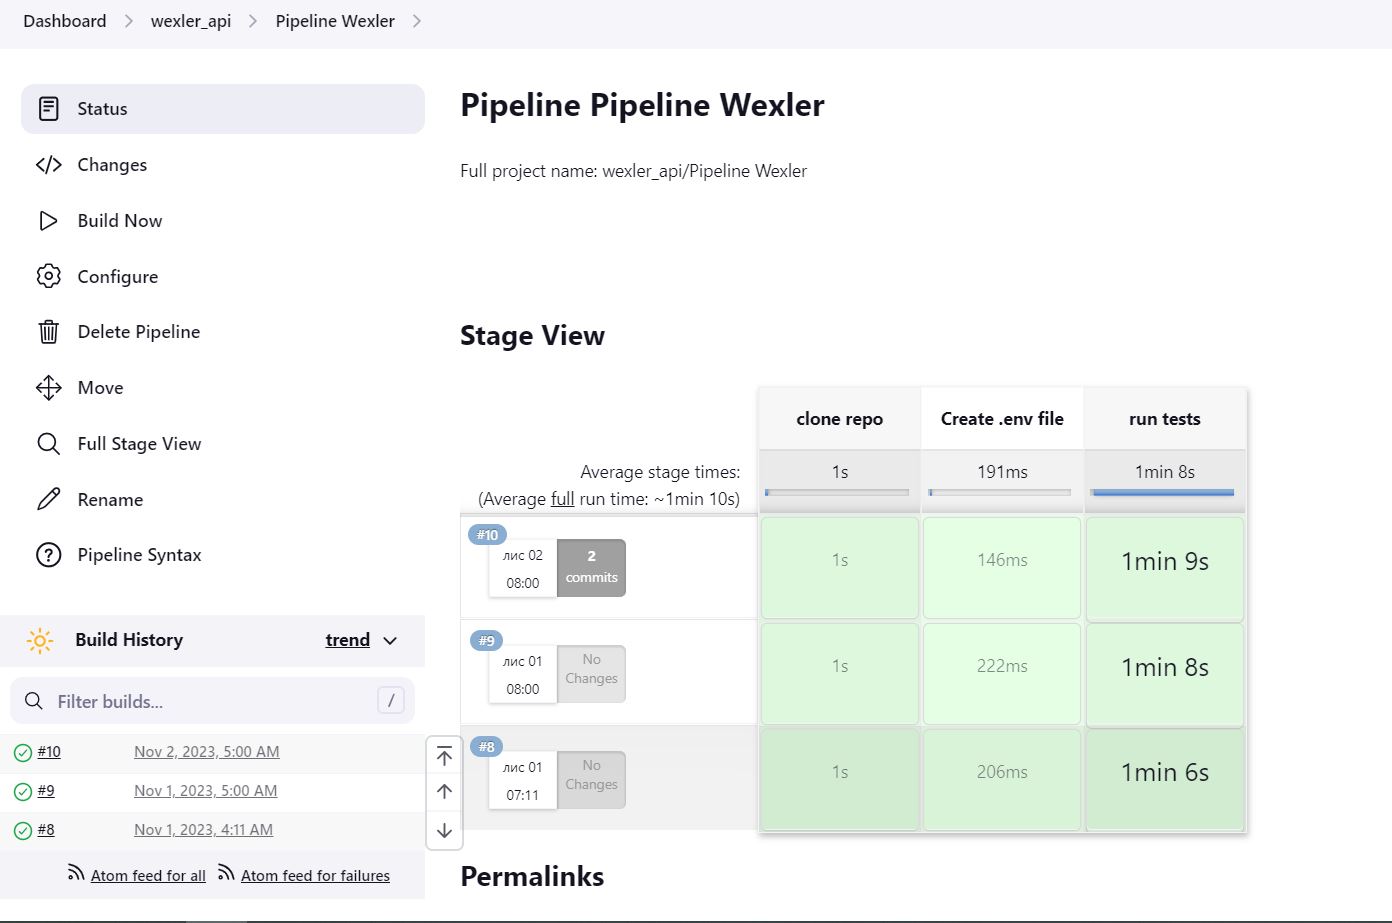 Dashboard > wexler_api > Pipeline Wexler >
Status
Changes
Build Now
Configure
Delete Pipeline
Move
Full Stage View
Rename
Pipeline Syntax
Build History trend
Filter builds... /
#10 Nov 2, 2023, 5:00 AM
#9 Nov 1, 2023, 5:00 AM
#8 Nov 1, 2023, 4:11 AM
Atom feed for all Atom feed for failures
Pipeline Pipeline Wexler
Full project name: wexler_api/Pipeline Wexler
Stage View
clone repo Create .env file run tests
Average stage times: 1s 191ms 1min 8s
(Average full run time: ~1min 10s)
#10
лис 02 2
08:00 commits
1s 146ms 1min 9s
#9
лис 01 No
08:00 Changes
1s 222ms 1min 8s
#8
лис 01 No
07:11 Changes
1s 206ms 1min 6s
Permalinks